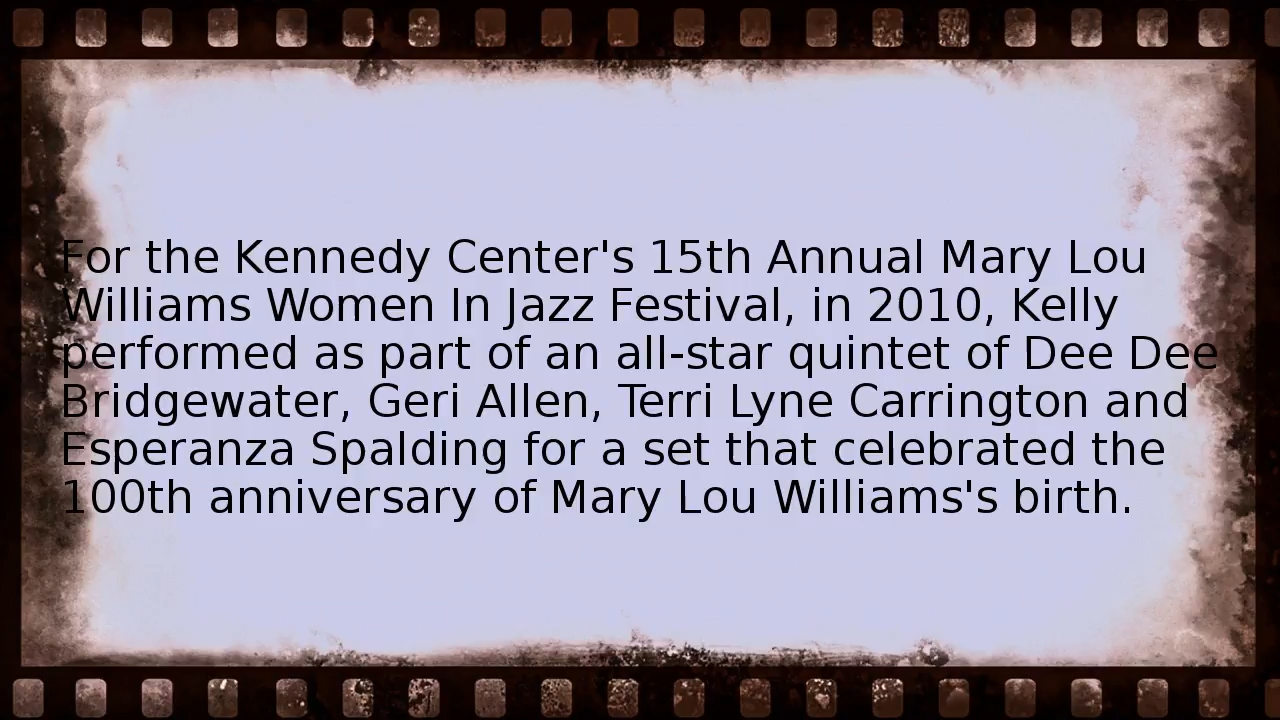 For the Kennedy Center's 15th Annual Mary Lou
Williams Women In Jazz Festival, in 2010, Kelly
performed as part of an all-star quintet of Dee Dee
Bridgewater, Geri Allen, Terri Lyne Carrington and
Esperanza Spalding for a set that celebrated the
100th anniversary of Mary Lou Williams's birth.